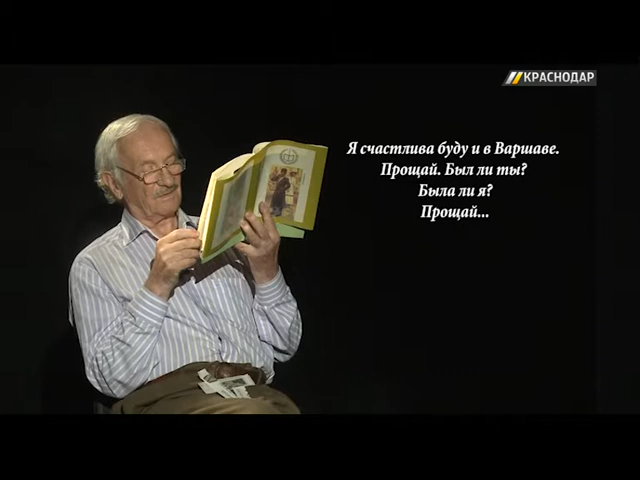 КРАСНОДАР
Я счастлива буду и в Варшаве.
Прощай. Был ли ты?
Была ли я?
Прощай...